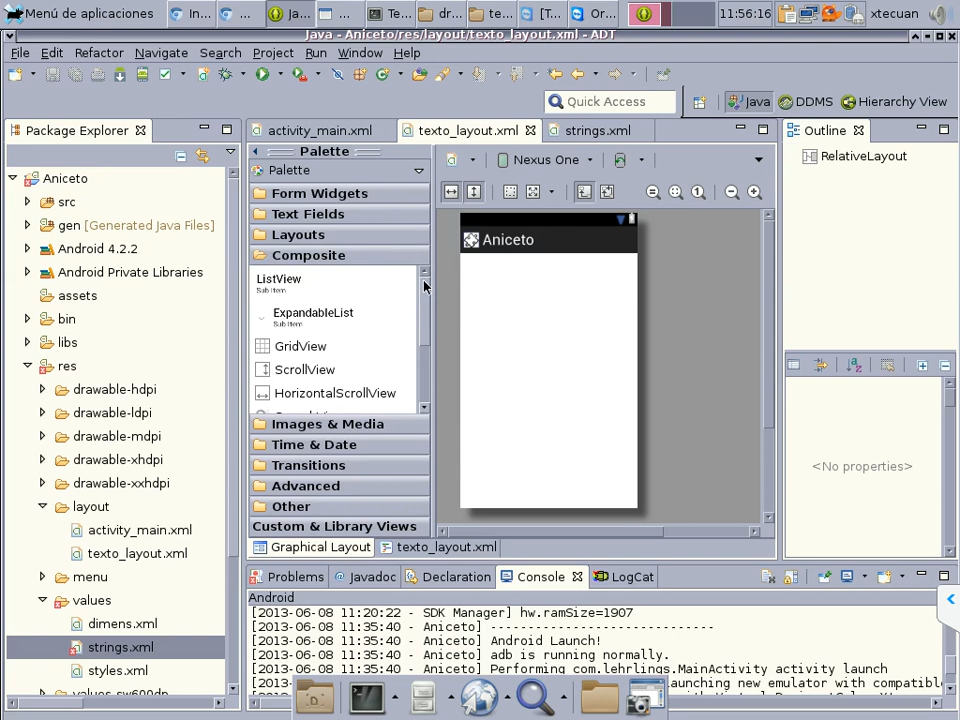 Menú de aplicaciones
In...
...
Ja...
...
Te...
dr...
te...
[T...
Or...
11:56:16
xtecuan
Java - Aniceto/res/layout/texto_layout.xml - ADT
File Edit Refactor Navigate Search Project Run Window Help
Quick Access
Java
DDMS
Hierarchy View
Package Explorer
Aniceto
src
gen [Generated Java Files]
Android 4.2.2
Android Private Libraries
assets
bin
libs
res
drawable-hdpi
drawable-ldpi
drawable-mdpi
drawable-xhdpi
drawable-xxhdpi
layout
activity_main.xml
texto_layout.xml
menu
values
dimens.xml
strings.xml
styles.xml
values-sw600dp
activity_main.xml
texto_layout.xml
strings.xml
Palette
Palette
Form Widgets
Text Fields
Layouts
Composite
ListView
Sub Item
ExpandableList
Sub Item
GridView
ScrollView
HorizontalScrollView
Images & Media
Time & Date
Transitions
Advanced
Other
Custom & Library Views
Nexus One
Aniceto
Graphical Layout
texto_layout.xml
Outline
RelativeLayout
<No properties>
Problems
Javadoc
Declaration
Console
LogCat
Android
[2013-06-08 11:20:22 - SDK Manager] hw.ramSize=1907
[2013-06-08 11:35:40 - Aniceto] ------------------------------
[2013-06-08 11:35:40 - Aniceto] Android Launch!
[2013-06-08 11:35:40 - Aniceto] adb is running normally.
[2013-06-08 11:35:40 - Aniceto] Performing com.lehrlings.MainActivity activity launch
aunching new emulator with compatible